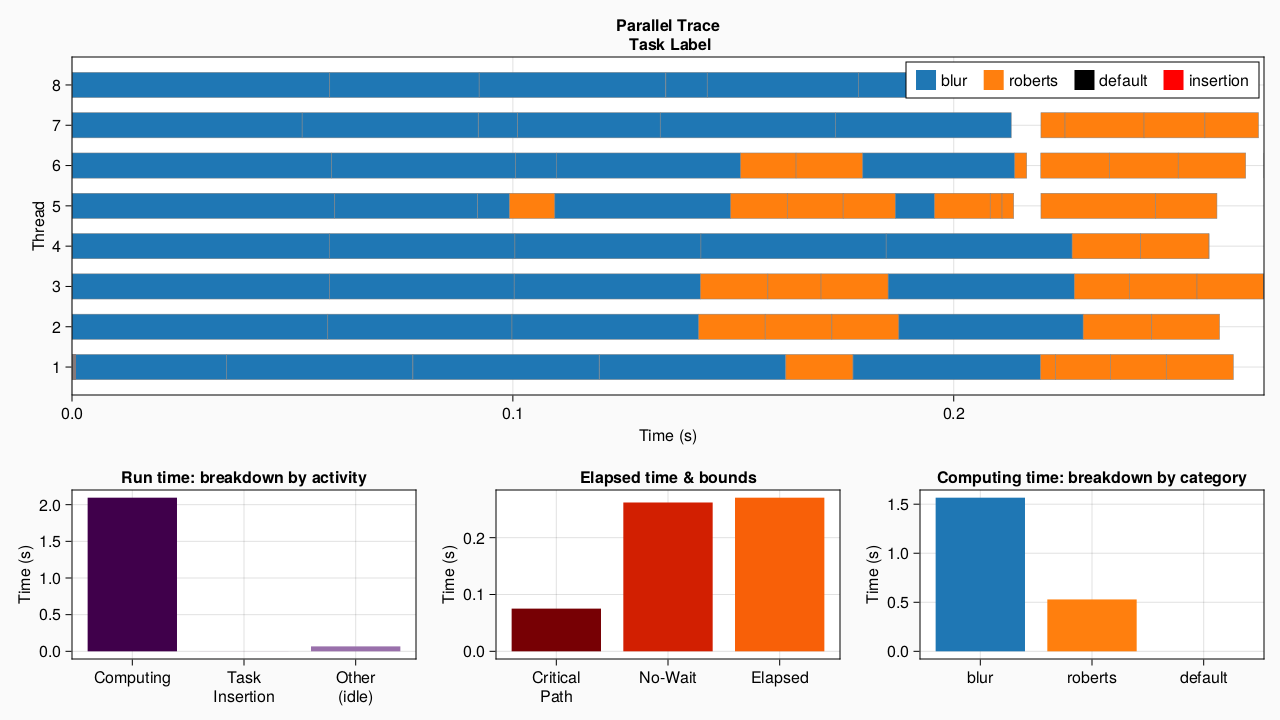 Parallel Trace
Task Label
blur roberts default insertion
8
7
6
5
4
3
2
1
Thread
0.0 0.1 0.2
Time (s)
Run time: breakdown by activity
2.0
1.5
1.0
0.5
0.0
Time (s)
Computing Task Insertion Other (idle)
Elapsed time & bounds
0.2
0.1
0.0
Time (s)
Critical Path No-Wait Elapsed
Computing time: breakdown by category
1.5
1.0
0.5
0.0
Time (s)
blur roberts default